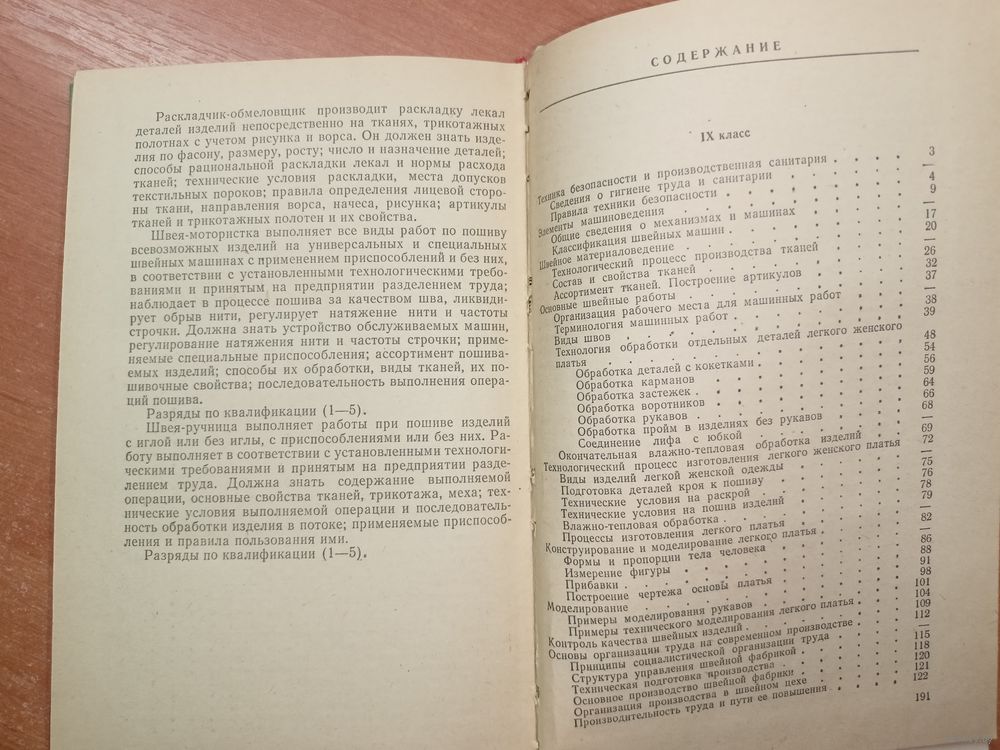 Раскладчик-обмеловщик производит раскладку лекал
деталей изделий непосредственно на тканях, трикотажных
полотнах с учетом рисунка и ворса. Он должен знать изде-
лия по фасону, размеру, росту; число и назначение деталей;
способы рациональной раскладки лекал и нормы расхода
тканей; технические условия раскладки, места допусков
текстильных пороков; правила определения лицевой сторо-
ны ткани, направления ворса, начеса, рисунка; артикулы
тканей и трикотажных полотен и их свойства.
Швея-мотористка выполняет все виды работ по пошиву
всевозможных изделий на универсальных и специальных
швейных машинах с применением приспособлений и без них,
в соответствии с установленными технологическими требо-
ваниями и принятым на предприятии разделением труда;
наблюдает в процессе пошива за качеством шва, ликвиди-
рует обрыв нити, регулирует натяжение нити и частоты
строчки. Должна знать устройство обслуживаемых машин,
регулирование натяжения нити и частоты строчки; приме-
няемые специальные приспособления; ассортимент пошива-
емых изделий; способы их обработки, виды тканей, их по-
шивочные свойства; последовательность выполнения опера-
ций пошива.
Разряды по квалификации (1—5).
Швея-ручница выполняет работы при пошиве изделий
с иглой или без иглы, с приспособлениями или без них. Ра-
боту выполняет в соответствии с установленными технологи-
ческими требованиями и принятым на предприятии разде-
лением труда. Должна знать содержание выполняемой
операции, основные свойства тканей, трикотажа, меха; тех-
нические условия выполняемой операции и последователь-
ность обработки изделия в потоке; применяемые приспособ-
ления и правила пользования ими.
Разряды по квалификации (1—5).
СОДЕРЖАНИЕ
IX класс
Техника безопасности и производственная санитария . . . . 3
Сведения о гигиене труда и санитарии . . . . —
Правила техники безопасности . . . . 4
Элементы машиноведения . . . . 9
Общие сведения о механизмах и машинах . . . . —
Классификация швейных машин . . . . 17
Швейное материаловедение . . . . 20
Технологический процесс производства тканей . . . . —
Состав и свойства тканей . . . . 26
Ассортимент тканей. Построение артикулов . . . . 32
Основные швейные работы . . . . 37
Организация рабочего места для машинных работ . . . . —
Терминология машинных работ . . . . 38
Виды швов . . . . 39
Технология обработки отдельных деталей легкого женского
платья . . . . 48
Обработка деталей с кокетками . . . . 54
Обработка карманов . . . . 56
Обработка застежек . . . . 59
Обработка воротников . . . . 64
Обработка рукавов . . . . 66
Обработка пройм в изделиях без рукавов . . . . 68
Соединение лифа с юбкой . . . . —
Окончательная влажно-тепловая обработка изделий . . . . 69
Технологический процесс изготовления легкого женского платья 72
Виды изделий легкой женской одежды . . . . —
Подготовка деталей кроя к пошиву . . . . 75
Технические условия на раскрой . . . . 76
Технические условия на пошив изделий . . . . 78
Влажно-тепловая обработка . . . . 79
Процессы изготовления легкого платья . . . . —
Конструирование и моделирование легкого платья . . . . 82
Формы и пропорции тела человека . . . . —
Измерение фигуры . . . . 86
Прибавки . . . . 88
Построение чертежа основы платья . . . . 91
Моделирование . . . . 98
Примеры моделирования рукавов . . . . 101
Примеры технического моделирования легкого платья . . . . 104
Контроль качества швейных изделий . . . . 109
Основы организации труда на современном производстве . . . . 112
Принципы социалистической организации труда . . . . —
Структура управления швейной фабрикой . . . . 115
Техническая подготовка производства . . . . 118
Основное производство швейной фабрики . . . . 120
Организация производства в швейном цехе . . . . 121
Производительность труда и пути ее повышения . . . . 122
191